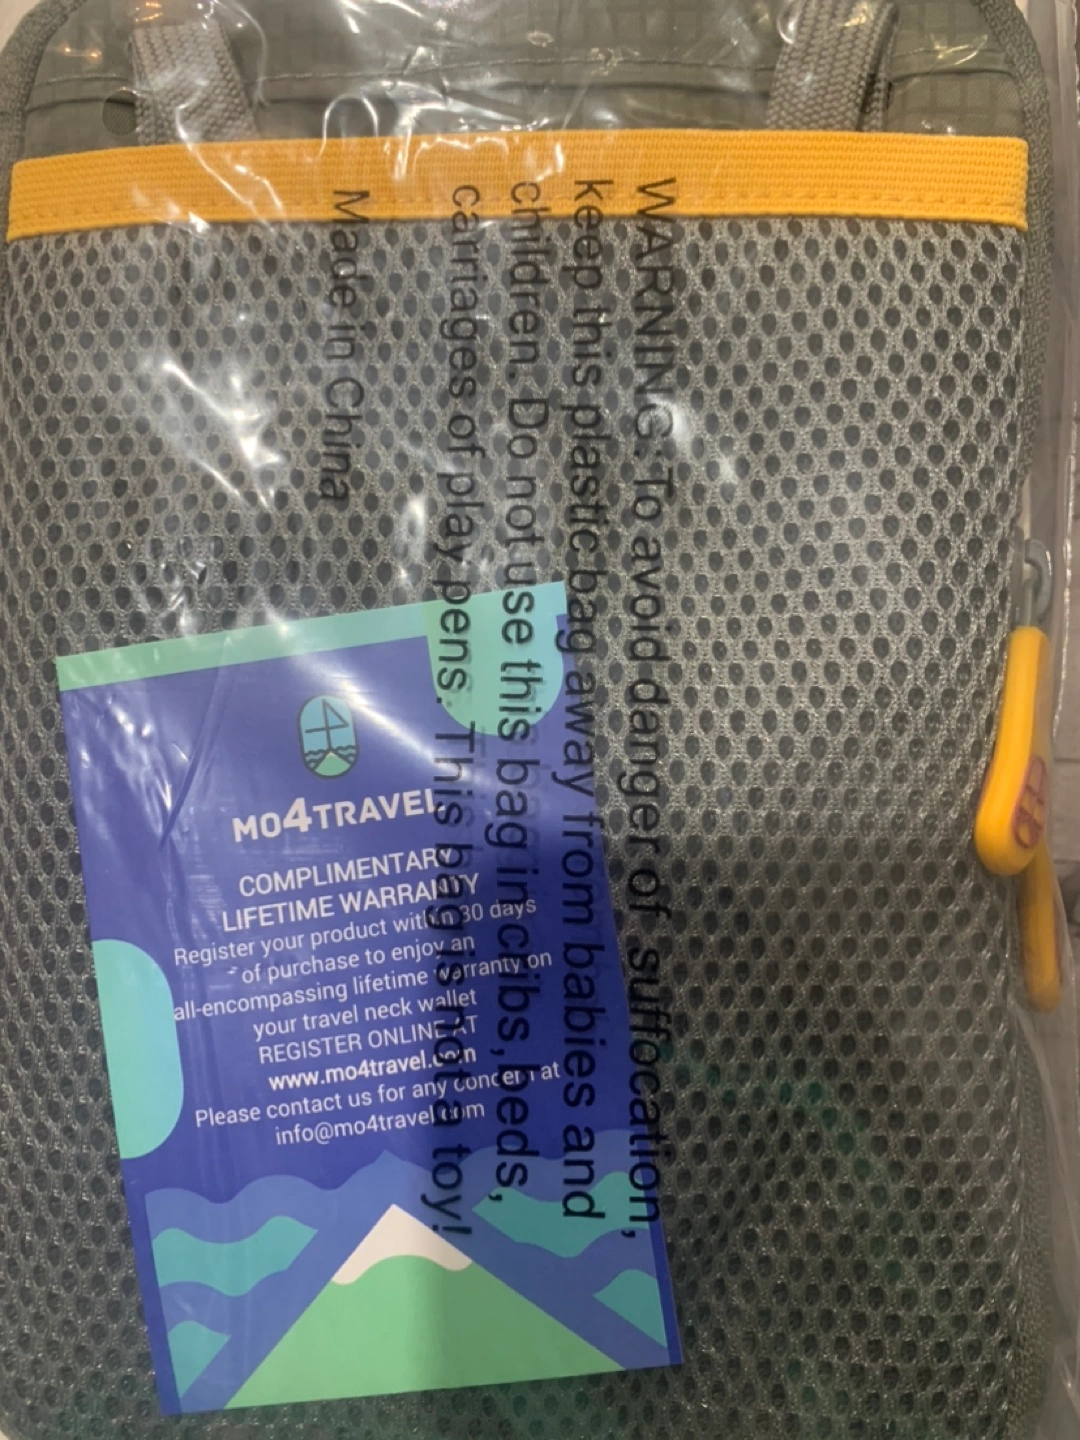 WARNING: To avoid danger of suffocation,
keep this plastic bag away from babies and
children. Do not use this bag in cribs, beds,
carriages of play pens. This bag is not a toy!
Made in China
MO4TRAVEL
COMPLIMENTARY
LIFETIME WARRANTY
Register your product within 30 days
of purchase to enjoy an
all-encompassing lifetime warranty on
your travel neck wallet
REGISTER ONLINE AT
www.mo4travel.com
Please contact us for any concern at
info@mo4travel.com